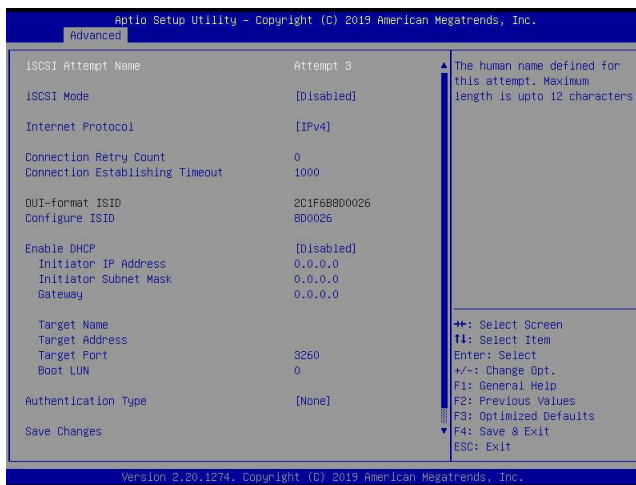 Aptio Setup Utility – Copyright (C) 2019 American Megatrends, Inc.
Advanced
iSCSI Attempt Name Attempt 3
iSCSI Mode [Disabled]
Internet Protocol [IPv4]
Connection Retry Count 0
Connection Establishing Timeout 1000
OUI-format ISID 2C1F6B8D0026
Configure ISID 8D0026
Enable DHCP [Disabled]
Initiator IP Address 0.0.0.0
Initiator Subnet Mask 0.0.0.0
Gateway 0.0.0.0
Target Name
Target Address
Target Port 3260
Boot LUN 0
Authentication Type [None]
Save Changes
The human name defined for
this attempt. Maximum
length is upto 12 characters
→←: Select Screen
↑↓: Select Item
Enter: Select
+/-: Change Opt.
F1: General Help
F2: Previous Values
F3: Optimized Defaults
F4: Save & Exit
ESC: Exit
Version 2.20.1274. Copyright (C) 2019 American Megatrends, Inc.